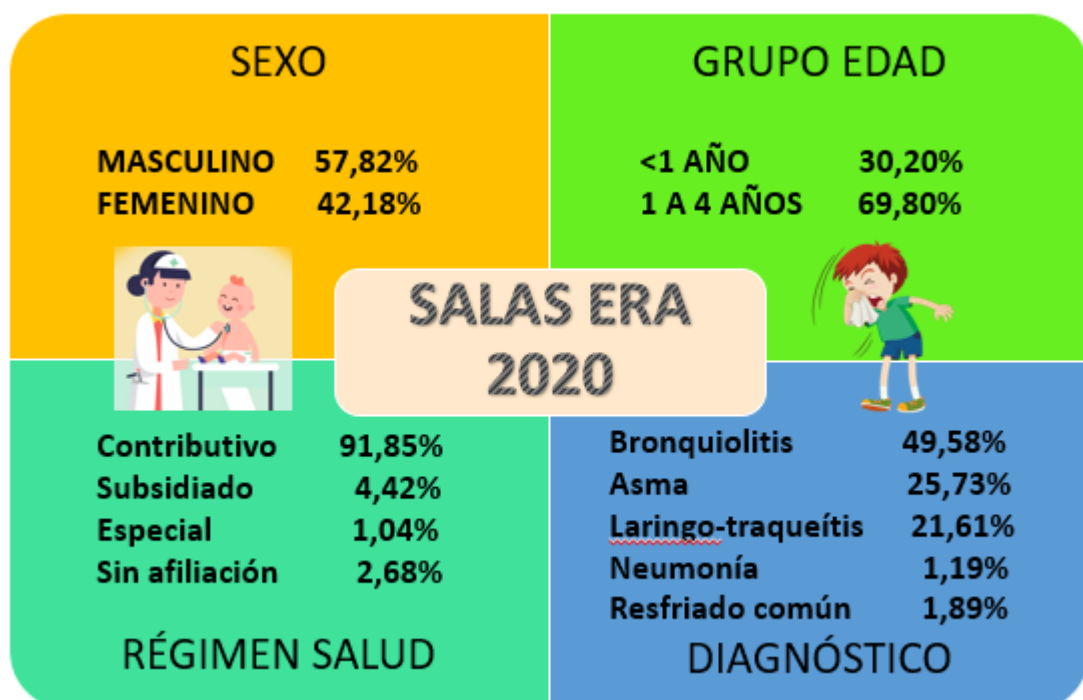 SEXO
MASCULINO 57,82%
FEMENINO 42,18%
GRUPO EDAD
<1 AÑO 30,20%
1 A 4 AÑOS 69,80%
SALAS ERA
2020
Contributivo 91,85%
Subsidiado 4,42%
Especial 1,04%
Sin afiliación 2,68%
RÉGIMEN SALUD
Bronquiolitis 49,58%
Asma 25,73%
Laringo-traqueítis 21,61%
Neumonía 1,19%
Resfriado común 1,89%
DIAGNÓSTICO